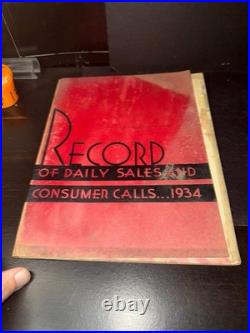 RECORD
OF DAILY SALES AND
CONSUMER CALLS...1934